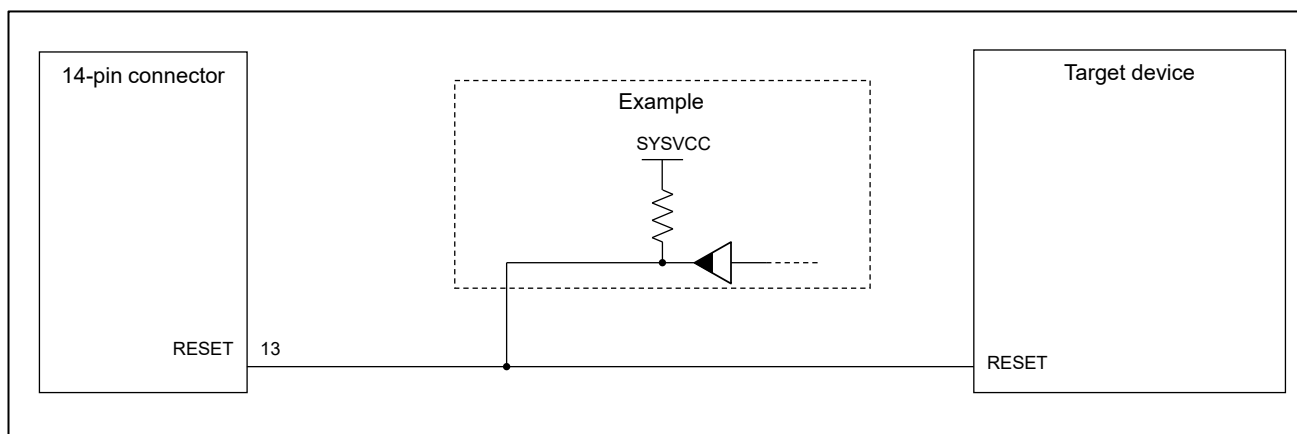 14-pin connector
Target device
Example
SYSVCC
RESET 13
RESET